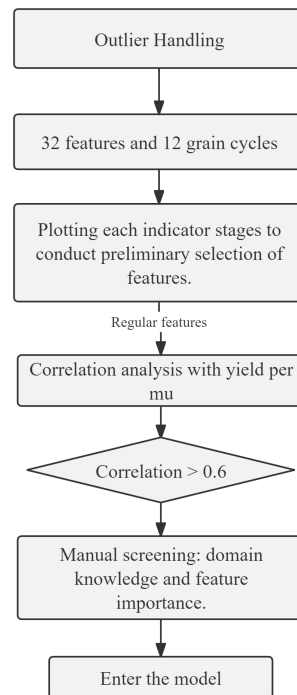 Outlier Handling
32 features and 12 grain cycles
Plotting each indicator stages to
conduct preliminary selection of
features.
Regular features
Correlation analysis with yield per
mu
Correlation > 0.6
Manual screening: domain
knowledge and feature
importance.
Enter the model